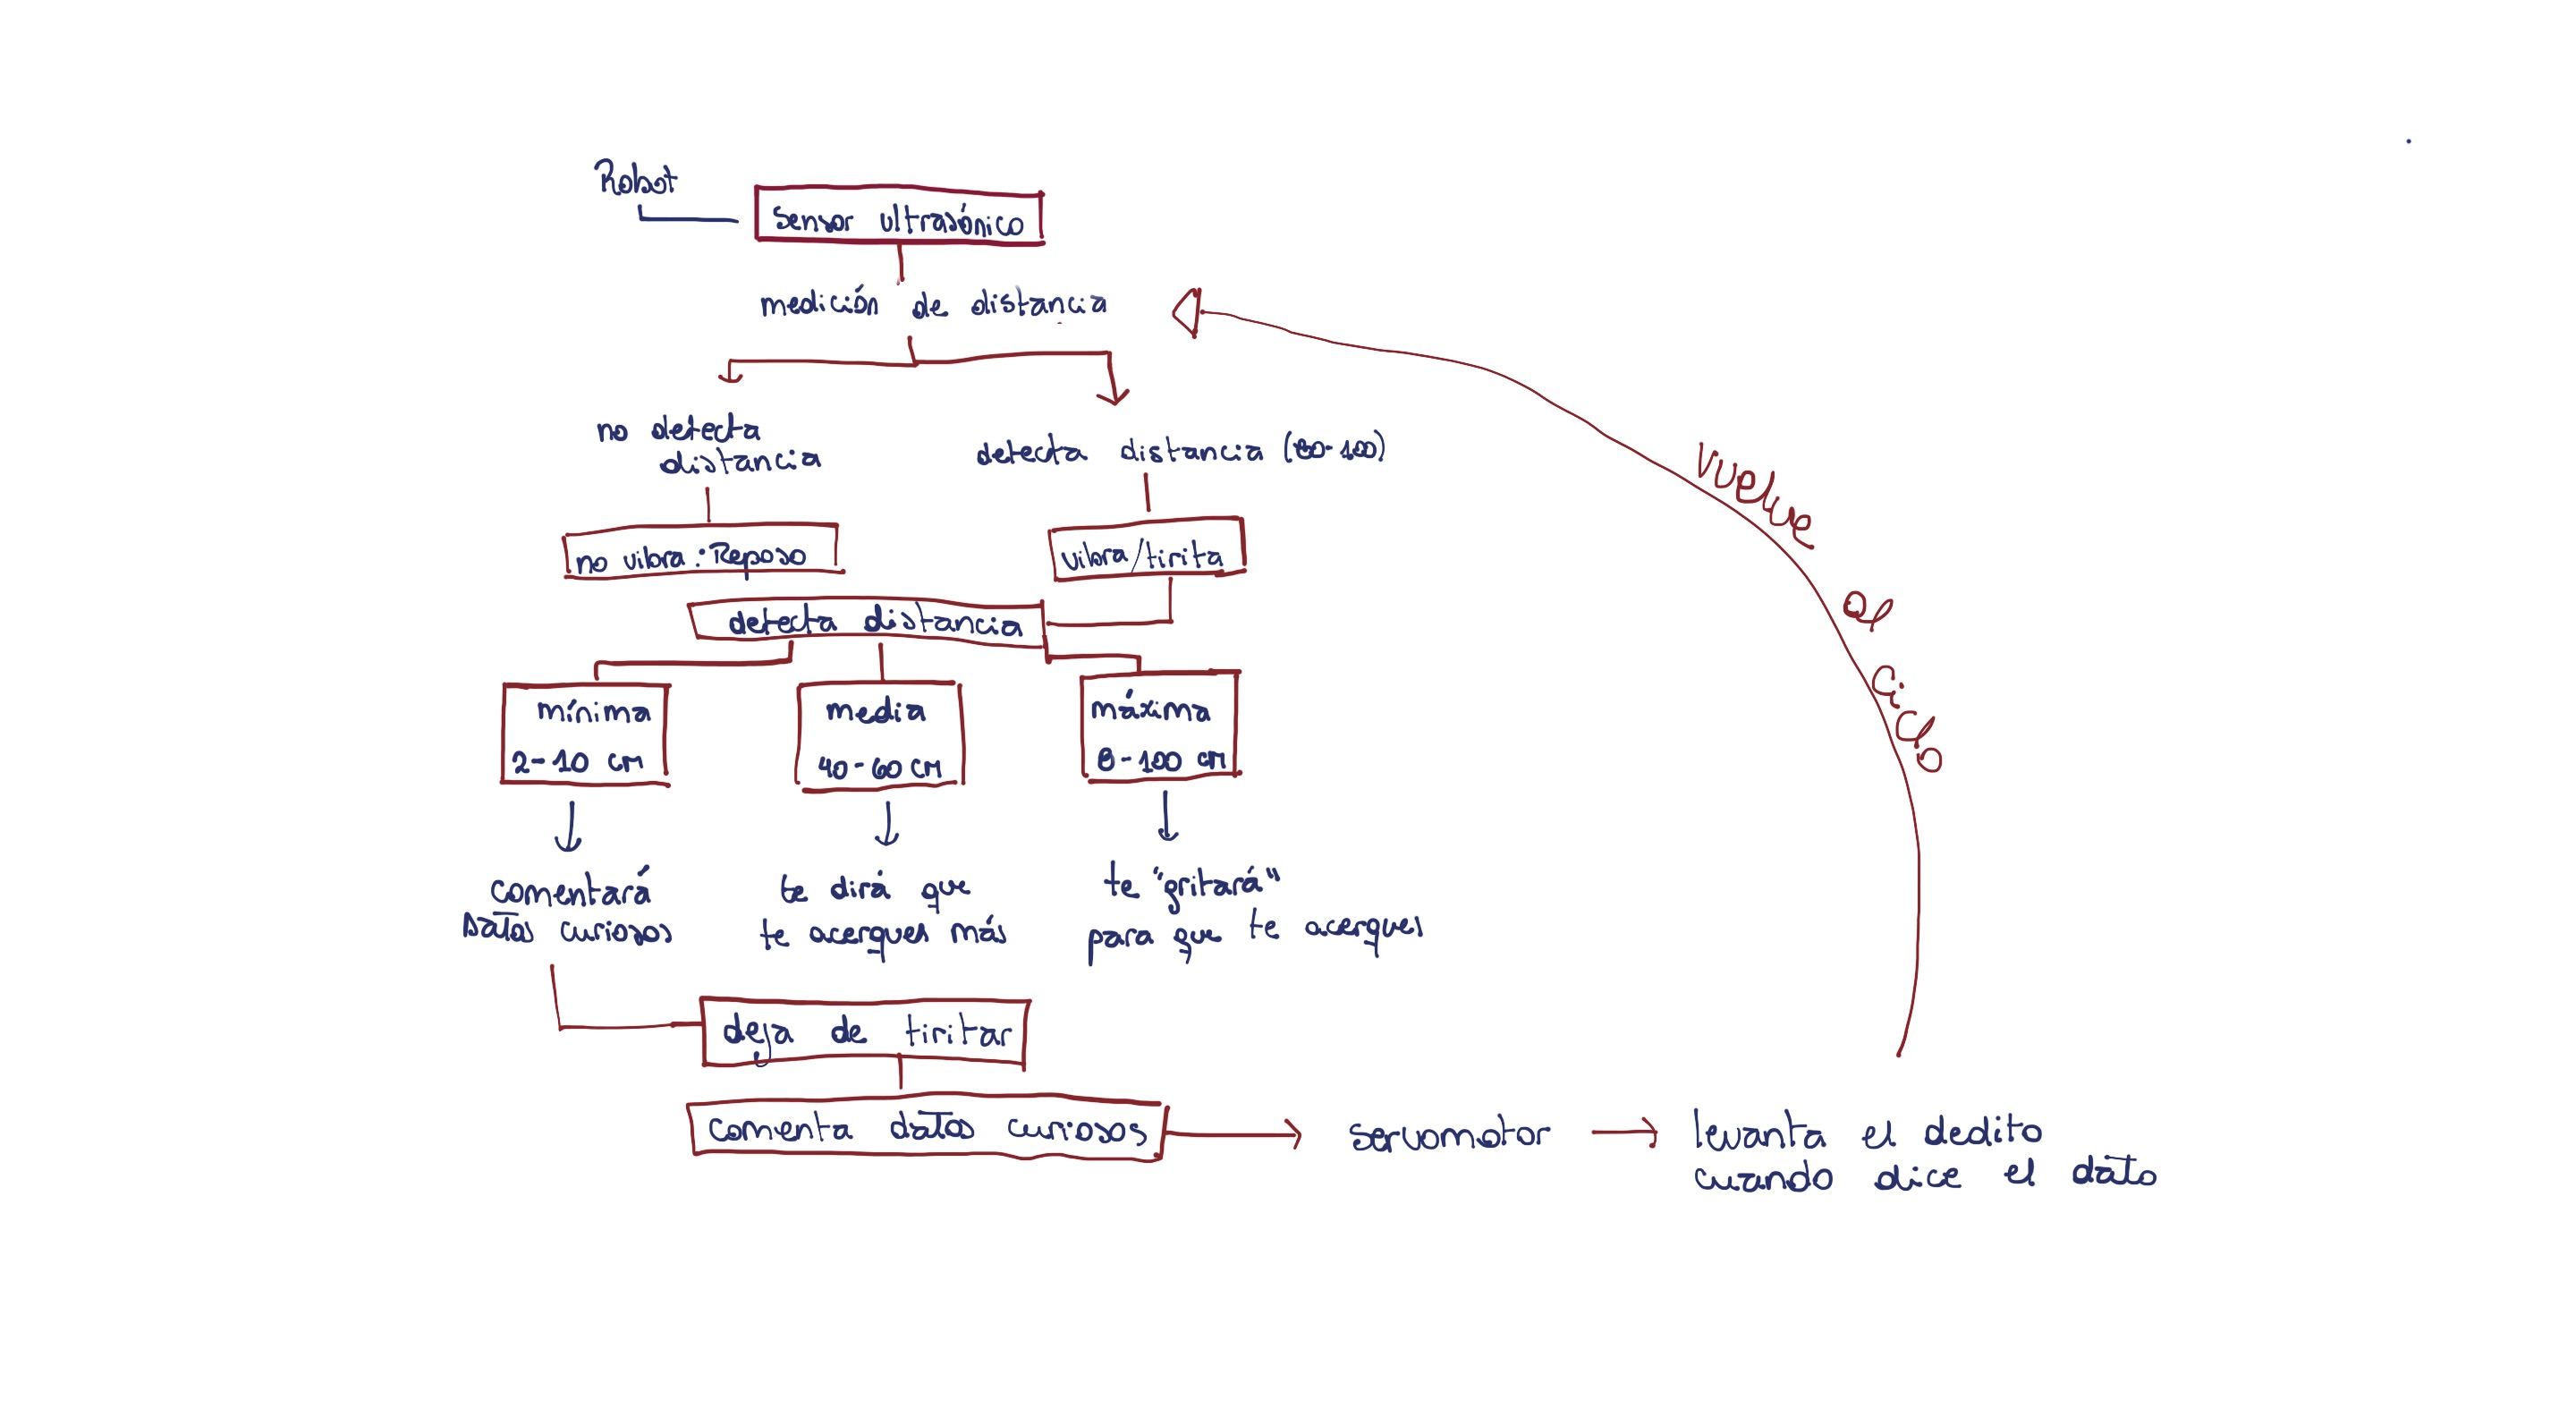 Robot
sensor ultrasónico
medición de distancia
no detecta
distancia
detecta distancia (80-100)
no vibra: Reposo
vibra/tirita
detecta distancia
mínima
2-10 cm
media
40-60 cm
máxima
8-100 cm
comentará
Datos curiosos
te dirá que
te acerques más
te "gritará"
para que te acerques
deja de tiritar
comenta datos curiosos
servomotor
levanta el dedito
cuando dice el dato
vuelve al ciclo